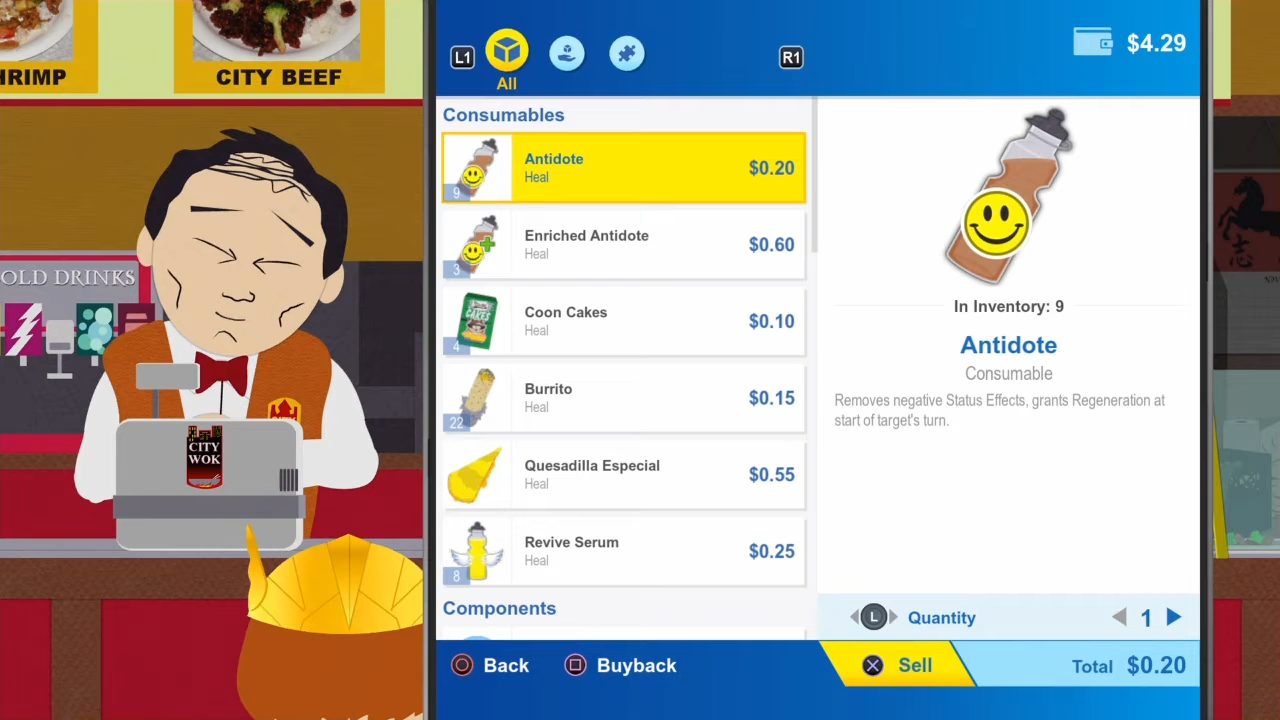 HRIMP
CITY BEEF
OLD DRINKS
CITY
WOK
L1
All
R1
$4.29
Consumables
9
Antidote
Heal
$0.20
3
Enriched Antidote
Heal
$0.60
4
Coon Cakes
Heal
$0.10
22
Burrito
Heal
$0.15
Quesadilla Especial
Heal
$0.55
8
Revive Serum
Heal
$0.25
Components
In Inventory: 9
Antidote
Consumable
Removes negative Status Effects, grants Regeneration at
start of target's turn.
L
Quantity
1
Back
Buyback
Sell
Total $0.20